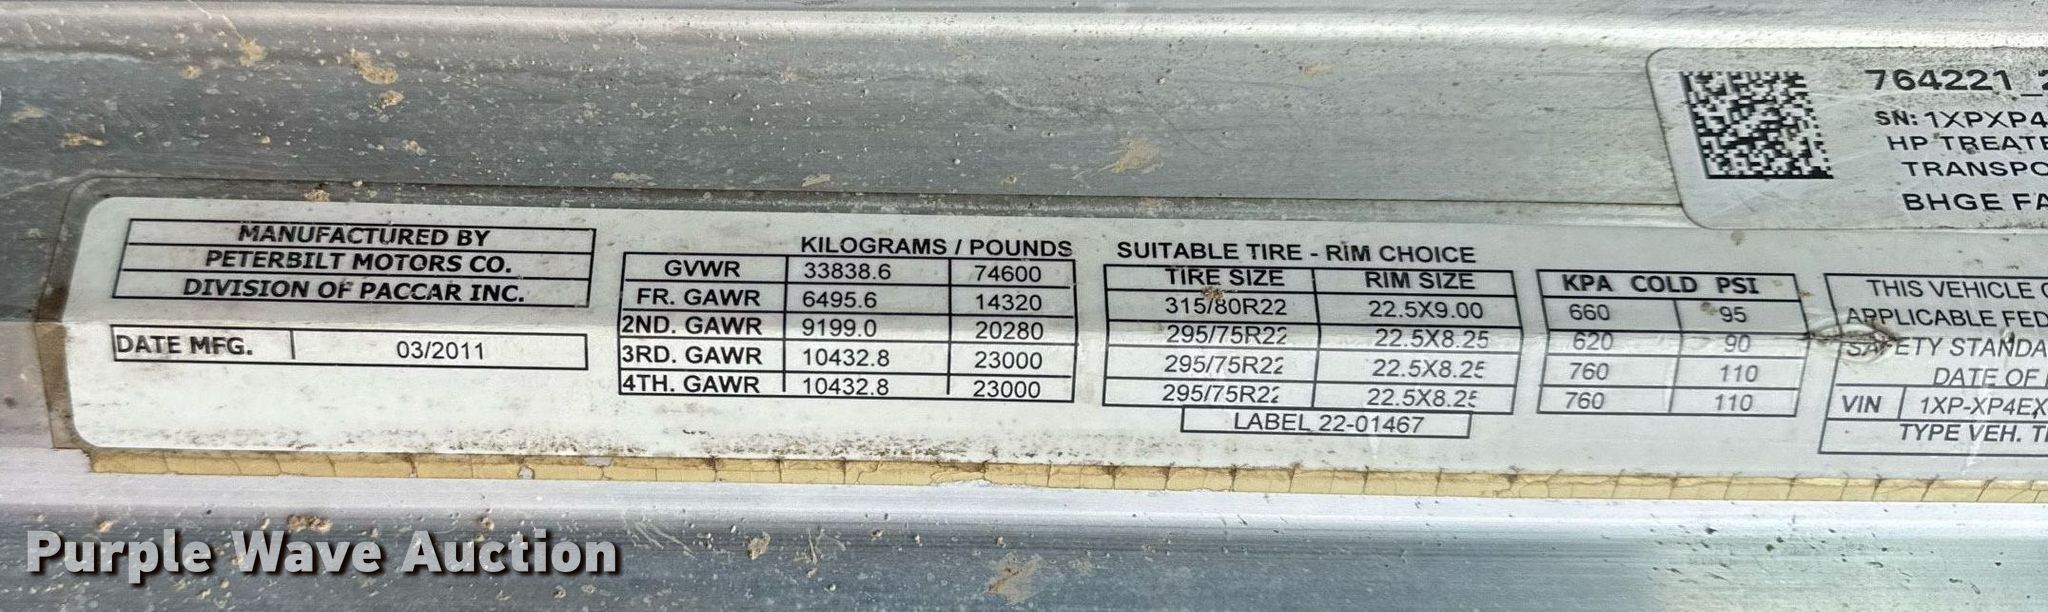 764221_2
SN: 1XPXP4
HP TREATE
TRANSPO
BHGE FA
MANUFACTURED BY
PETERBILT MOTORS CO.
DIVISION OF PACCAR INC.
DATE MFG. 03/2011
KILOGRAMS / POUNDS
GVWR 33838.6 74600
FR. GAWR 6495.6 14320
2ND. GAWR 9199.0 20280
3RD. GAWR 10432.8 23000
4TH. GAWR 10432.8 23000
SUITABLE TIRE - RIM CHOICE
TIRE SIZE RIM SIZE
315/80R22 22.5X9.00
295/75R22 22.5X8.25
295/75R22 22.5X8.25
295/75R22 22.5X8.25
LABEL 22-01467
KPA COLD PSI
660 95
620 90
760 110
760 110
THIS VEHICLE C
APPLICABLE FED
SAFETY STANDA
DATE OF
VIN 1XP-XP4EX
TYPE VEH. T
Purple Wave Auction